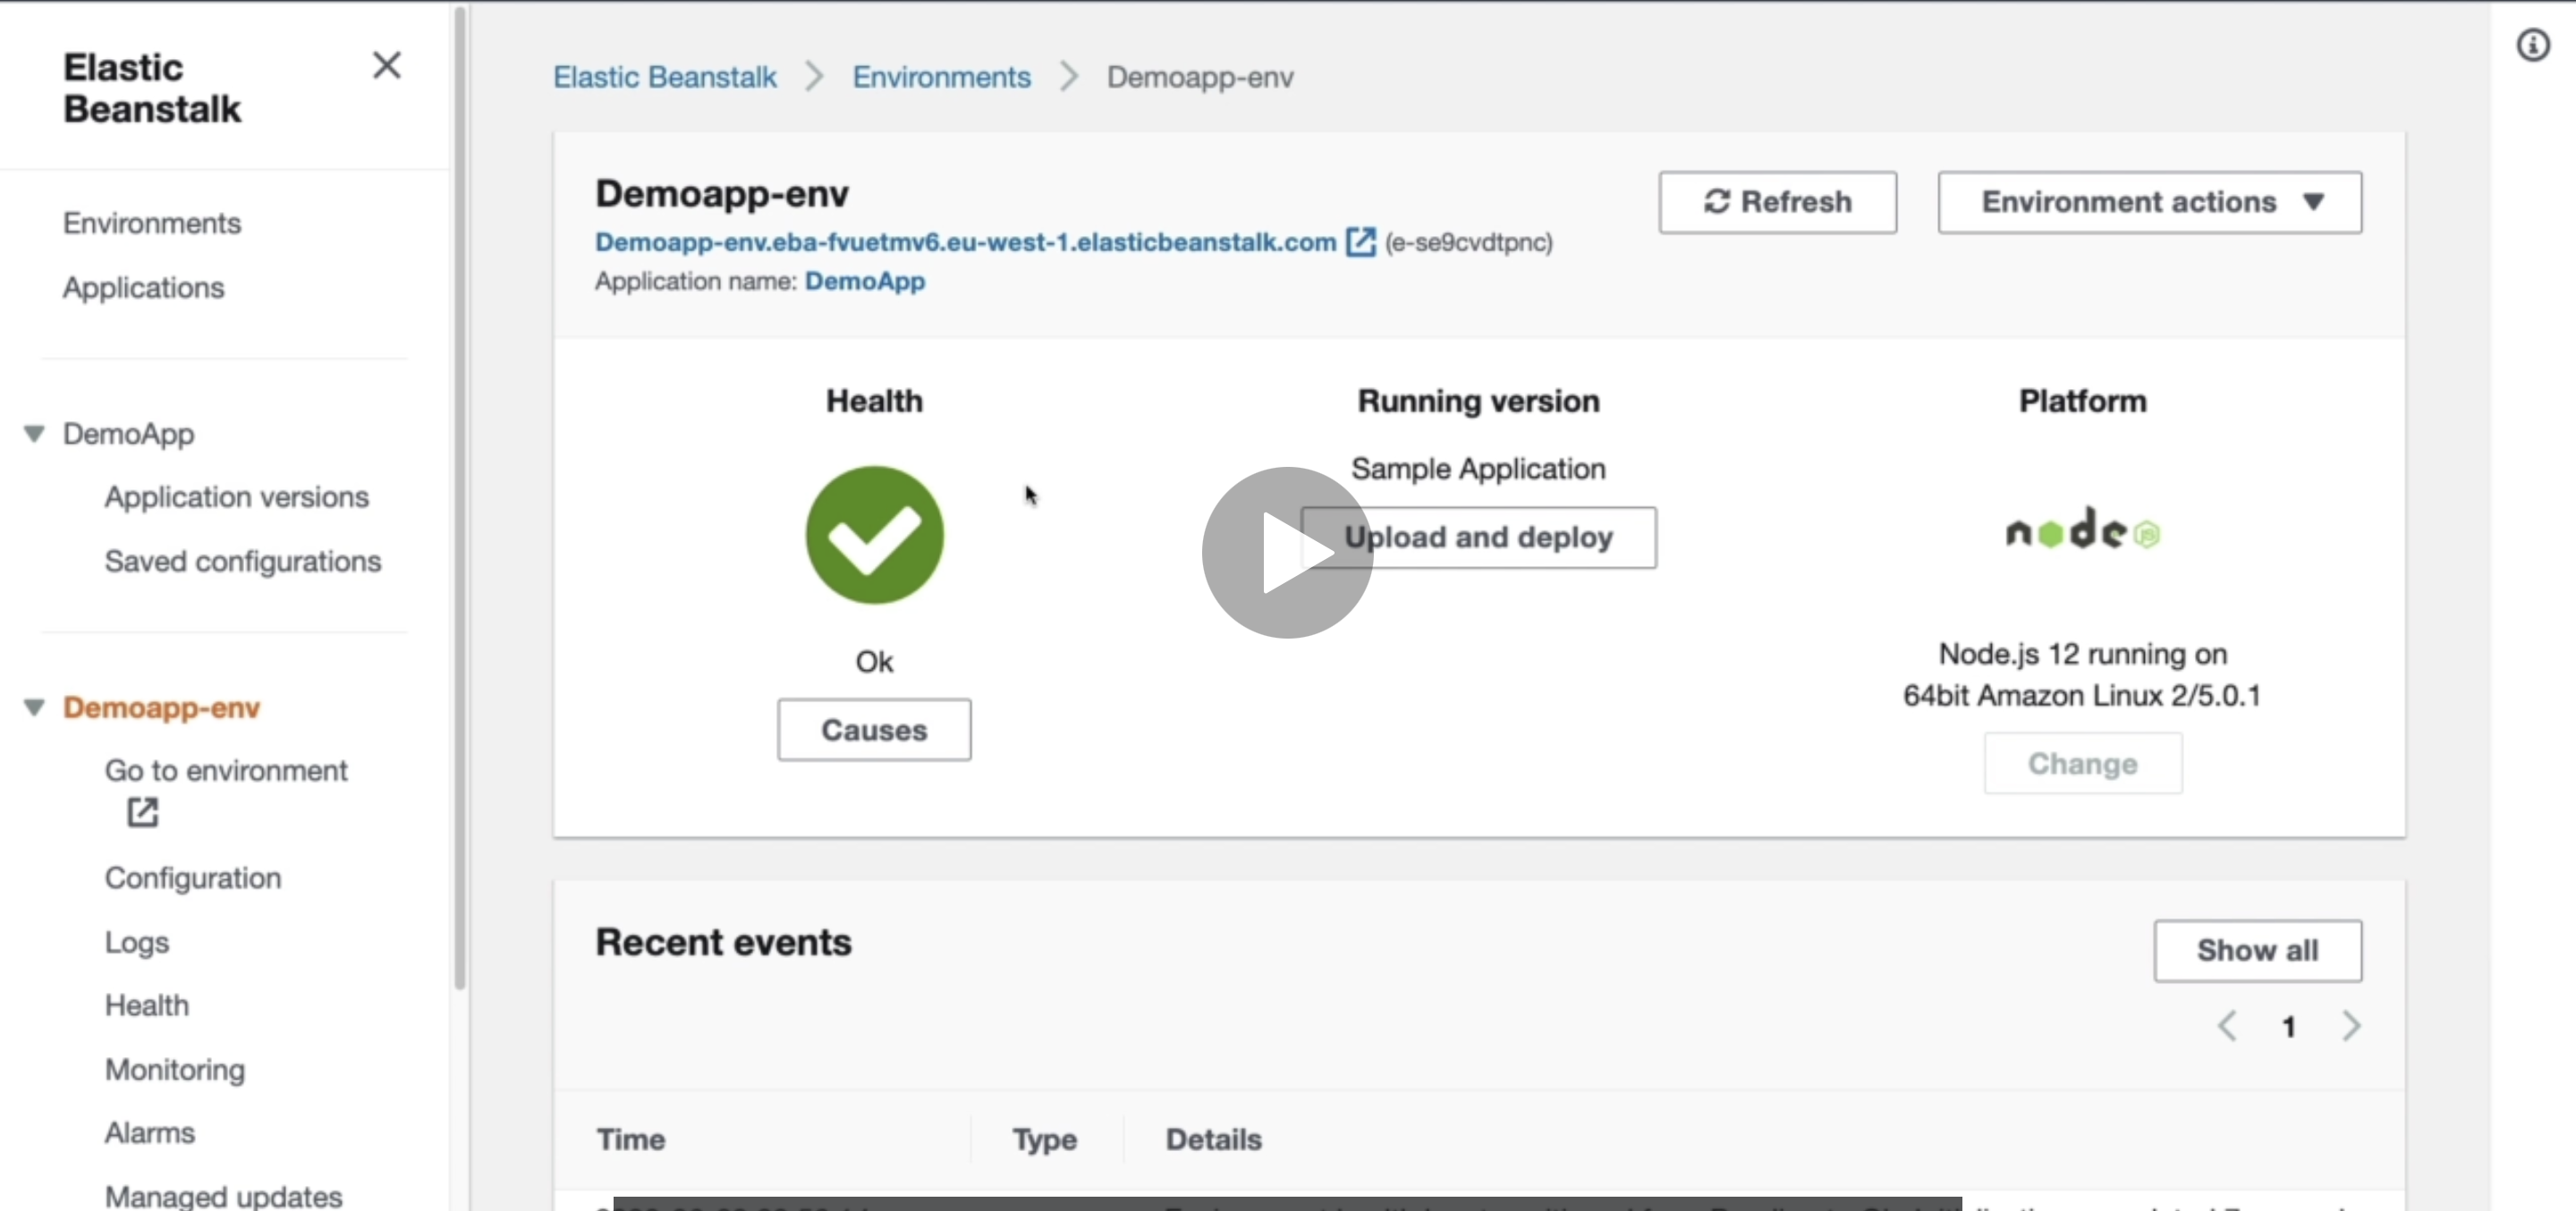 Elastic
Beanstalk
Environments
Applications
DemoApp
Application versions
Saved configurations
Demoapp-env
Go to environment
Configuration
Logs
Health
Monitoring
Alarms
Managed updates
Elastic Beanstalk
Environments
Demoapp-env
Demoapp-env
Demoapp-env.eba-fvuetmv6.eu-west-1.elasticbeanstalk.com (e-se9cvdtpnc)
Application name: DemoApp
Refresh
Environment actions
Health
Ok
Causes
Running version
Sample Application
Upload and deploy
Platform
node JS
Node.js 12 running on
64bit Amazon Linux 2/5.0.1
Change
Recent events
Show all
1
Time
Type
Details